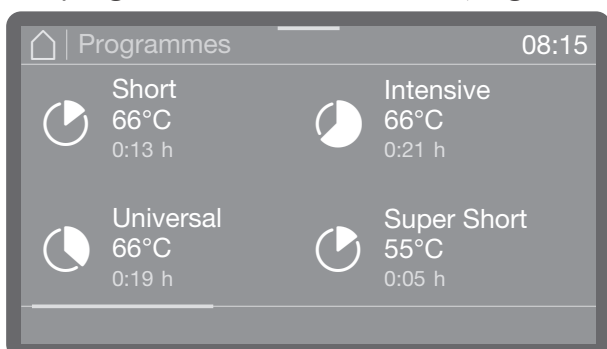 Programmes 08:15
Short
66°C
0:13 h
Intensive
66°C
0:21 h
Universal
66°C
0:19 h
Super Short
55°C
0:05 h